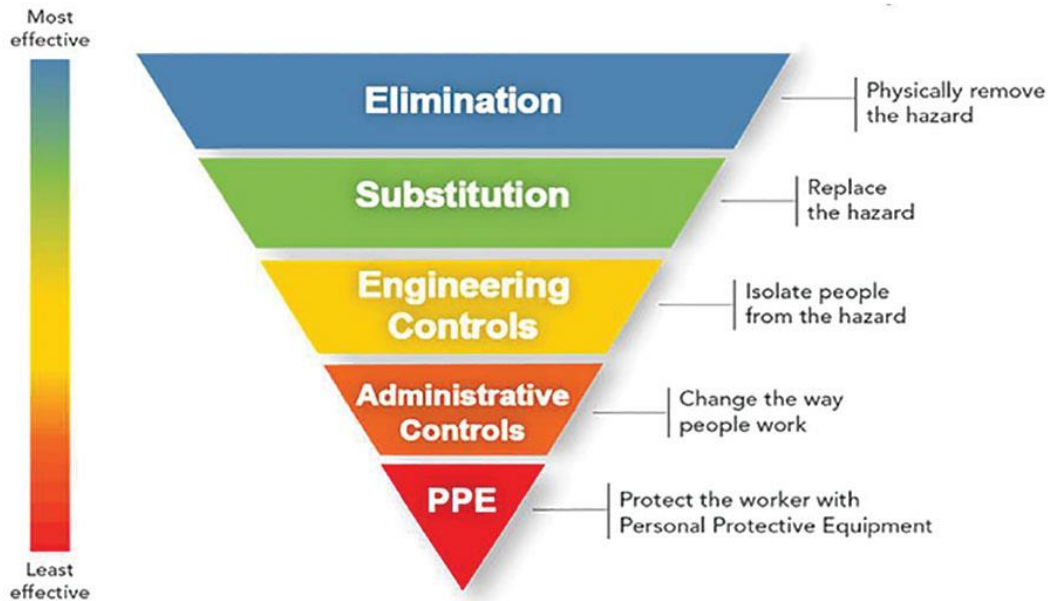 Most
effective
Elimination
Physically remove
the hazard
Substitution
Replace
the hazard
Engineering
Controls
Isolate people
from the hazard
Administrative
Controls
Change the way
people work
PPE
Protect the worker with
Personal Protective Equipment
Least
effective